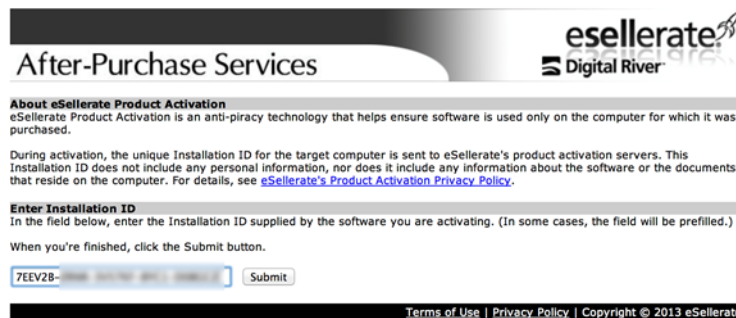 esellerate.
After-Purchase Services
Digital River
About eSellerate Product Activation
eSellerate Product Activation is an anti-piracy technology that helps ensure software is used only on the computer for which it was
purchased.
During activation, the unique Installation ID for the target computer is sent to eSellerate's product activation servers. This
Installation ID does not include any personal information, nor does it include any information about the software or the documents
that reside on the computer. For details, see eSellerate's Product Activation Privacy Policy.
Enter Installation ID
In the field below, enter the Installation ID supplied by the software you are activating. (In some cases, the field will be prefilled.)
When you're finished, click the Submit button.
7EEV2B- Submit
Terms of Use | Privacy Policy | Copyright © 2013 eSellerat